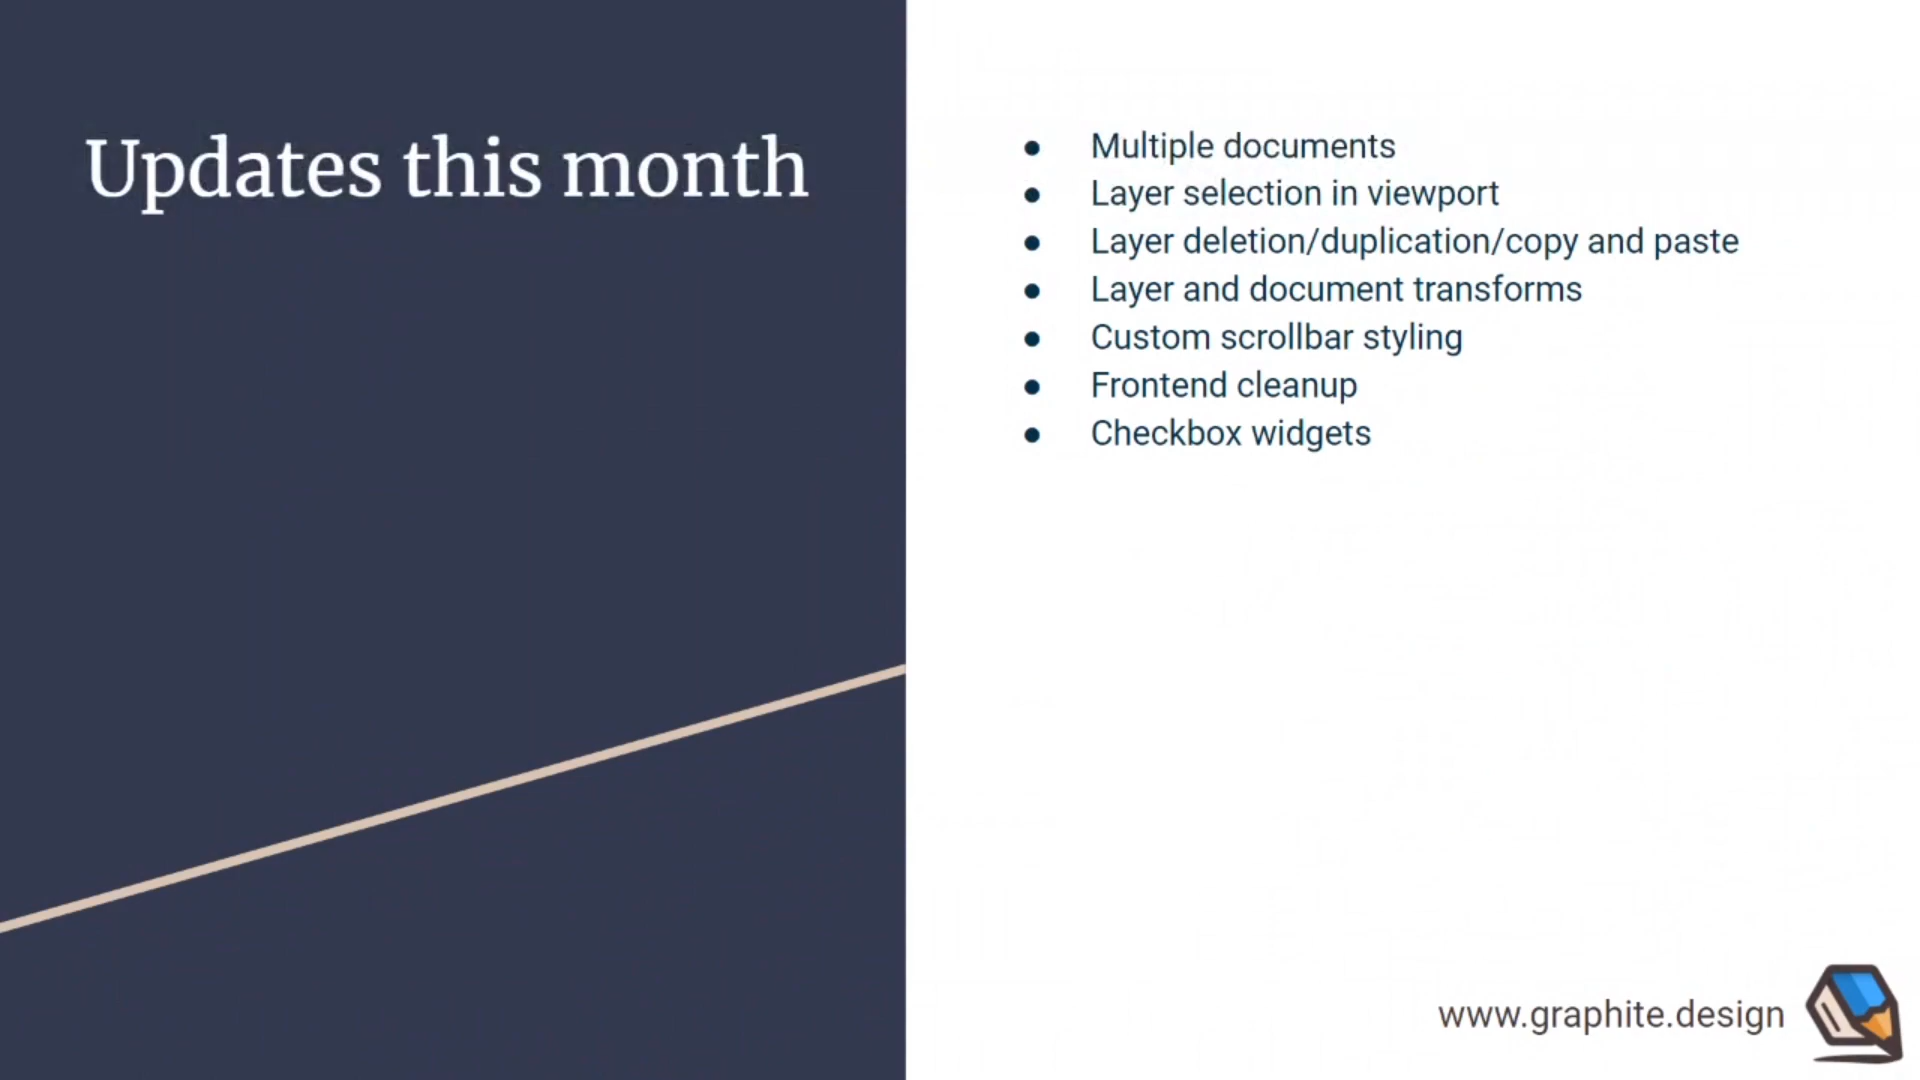 Updates this month
● Multiple documents
● Layer selection in viewport
● Layer deletion/duplication/copy and paste
● Layer and document transforms
● Custom scrollbar styling
● Frontend cleanup
● Checkbox widgets
www.graphite.design